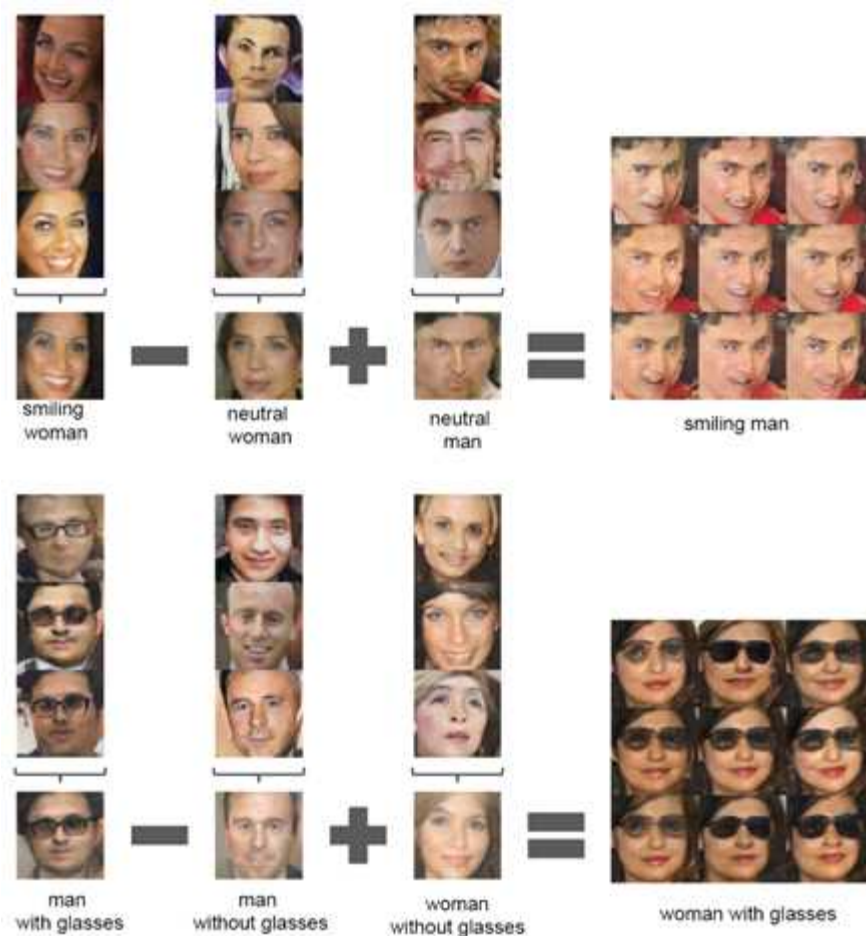 smiling
woman
neutral
woman
neutral
man
smiling man
man
with glasses
man
without glasses
woman
without glasses
woman with glasses